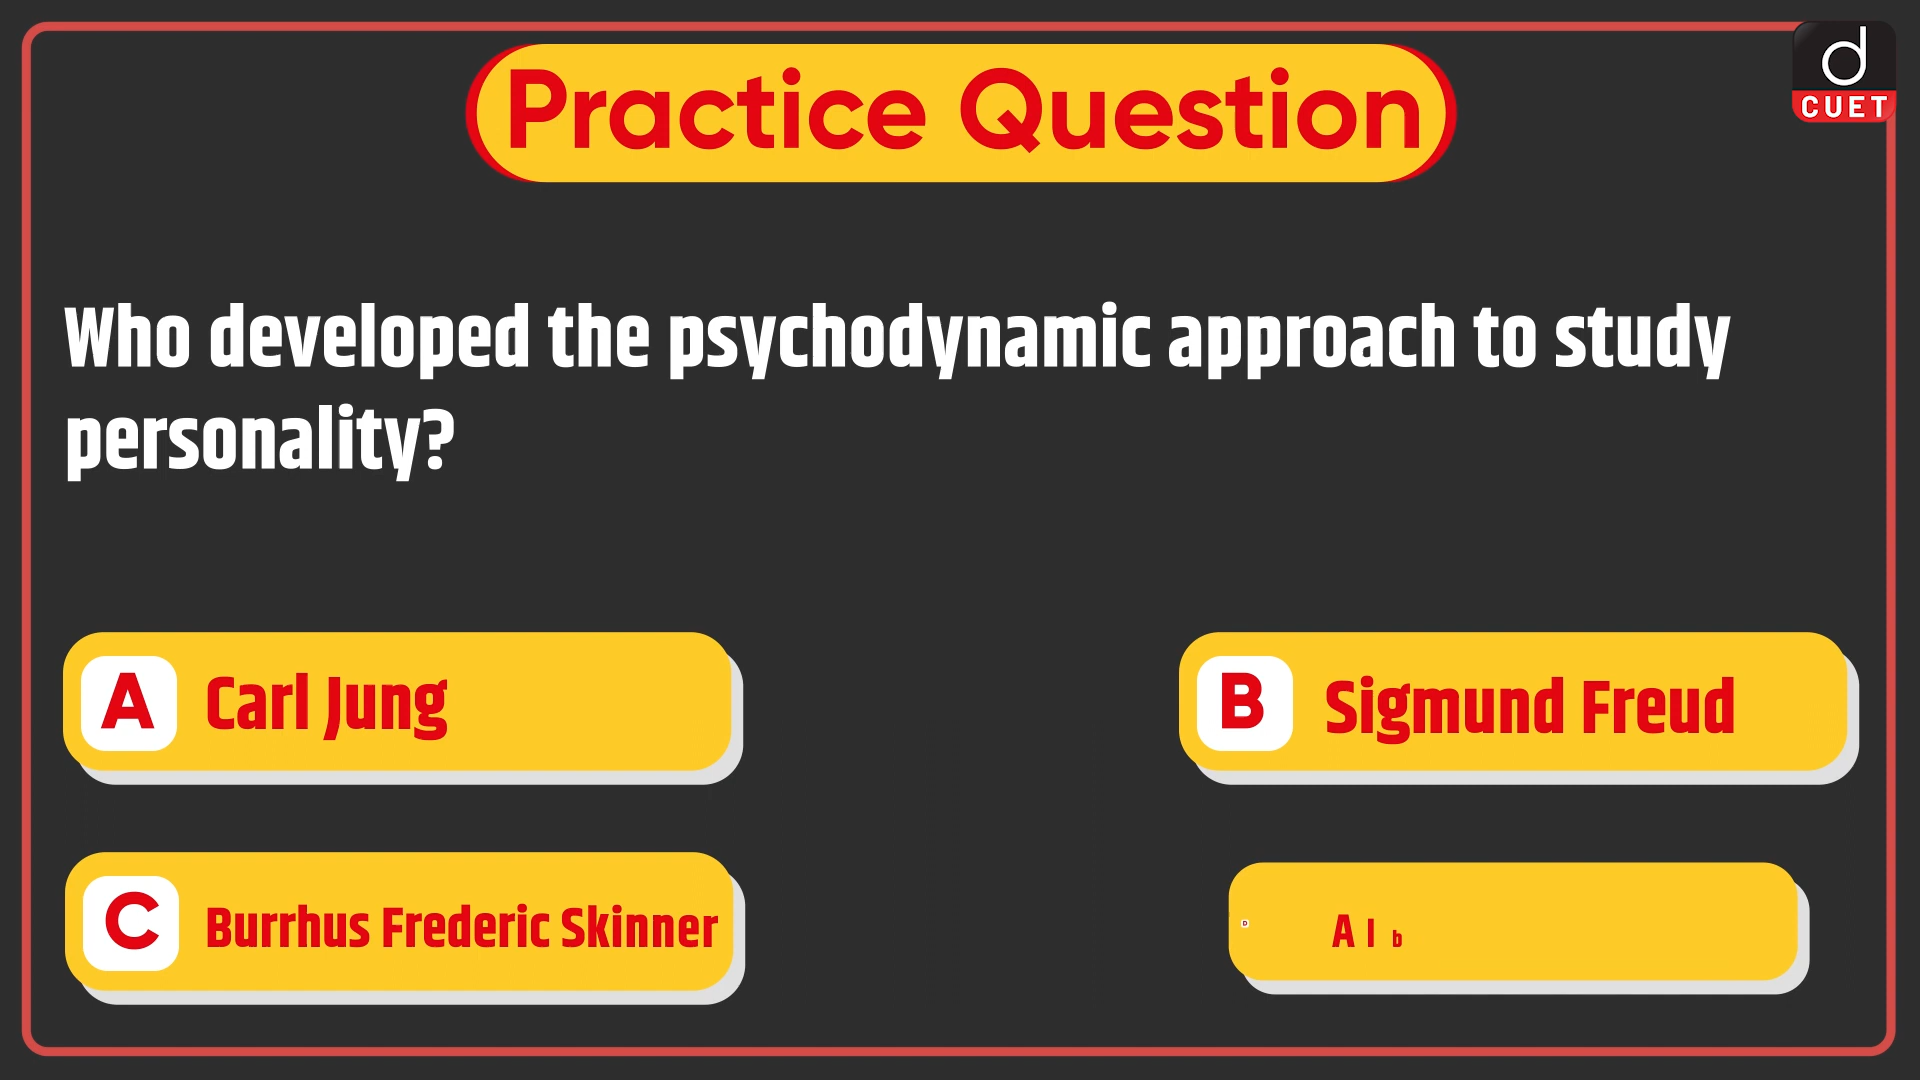 d
CUET
Practice Question
Who developed the psychodynamic approach to study
personality?
A Carl Jung
B Sigmund Freud
C Burrhus Frederic Skinner
D A l b